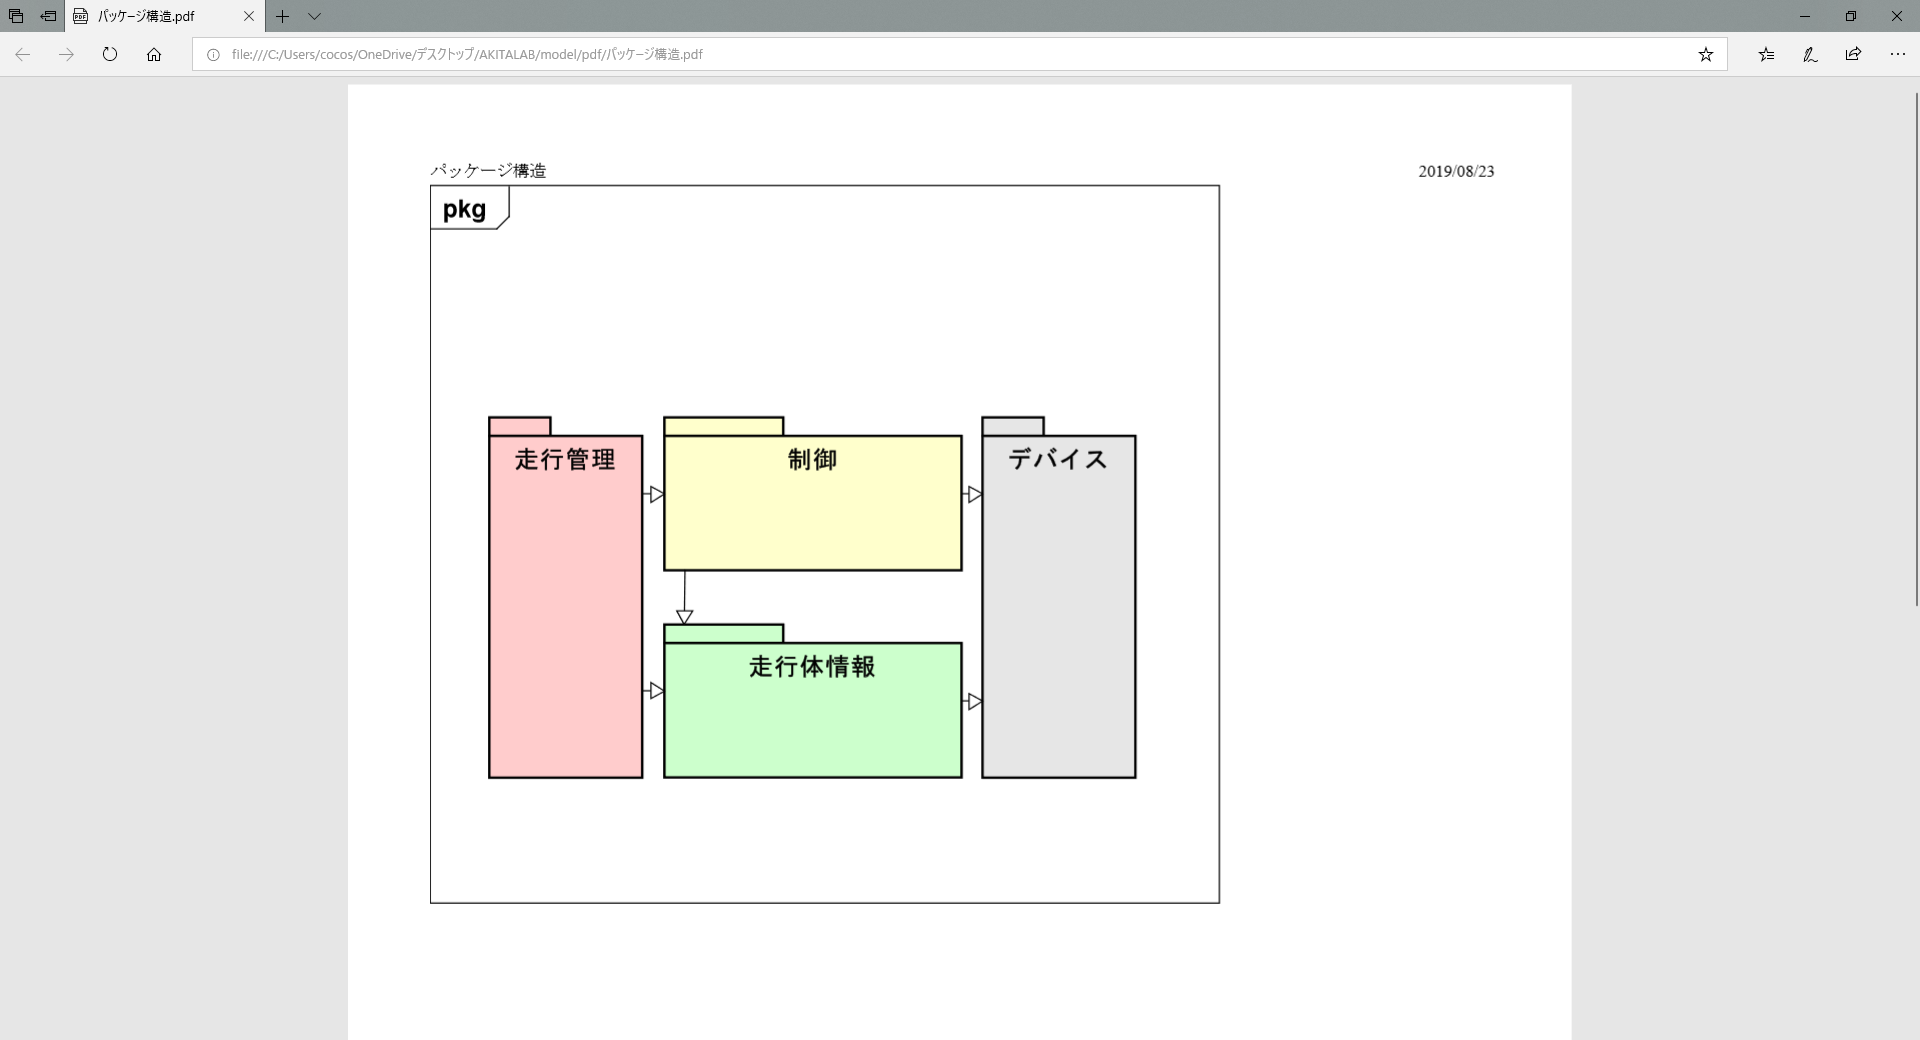 パッケージ構造.pdf
file:///C:/Users/cocos/OneDrive/デスクトップ/AKITALAB/model/pdf/パッケージ構造.pdf
パッケージ構造
2019/08/23
pkg
走行管理
制御
デバイス
走行体情報